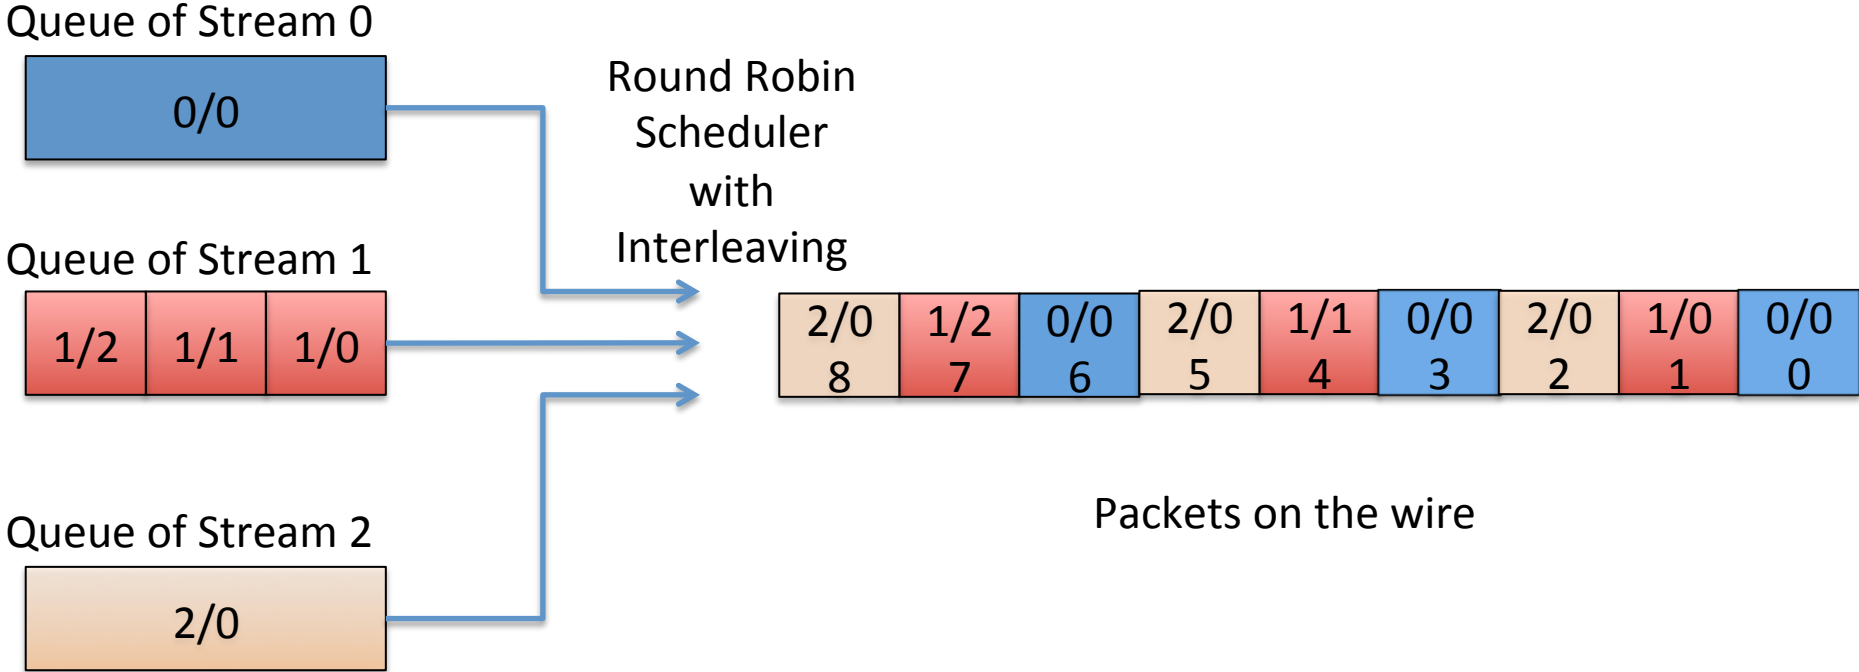 Queue of Stream 0
0/0
Round Robin
Scheduler
with
Interleaving
Queue of Stream 1
1/2 1/1 1/0
2/0 1/2 0/0 2/0 1/1 0/0 2/0 1/0 0/0
8 7 6 5 4 3 2 1 0
Packets on the wire
Queue of Stream 2
2/0